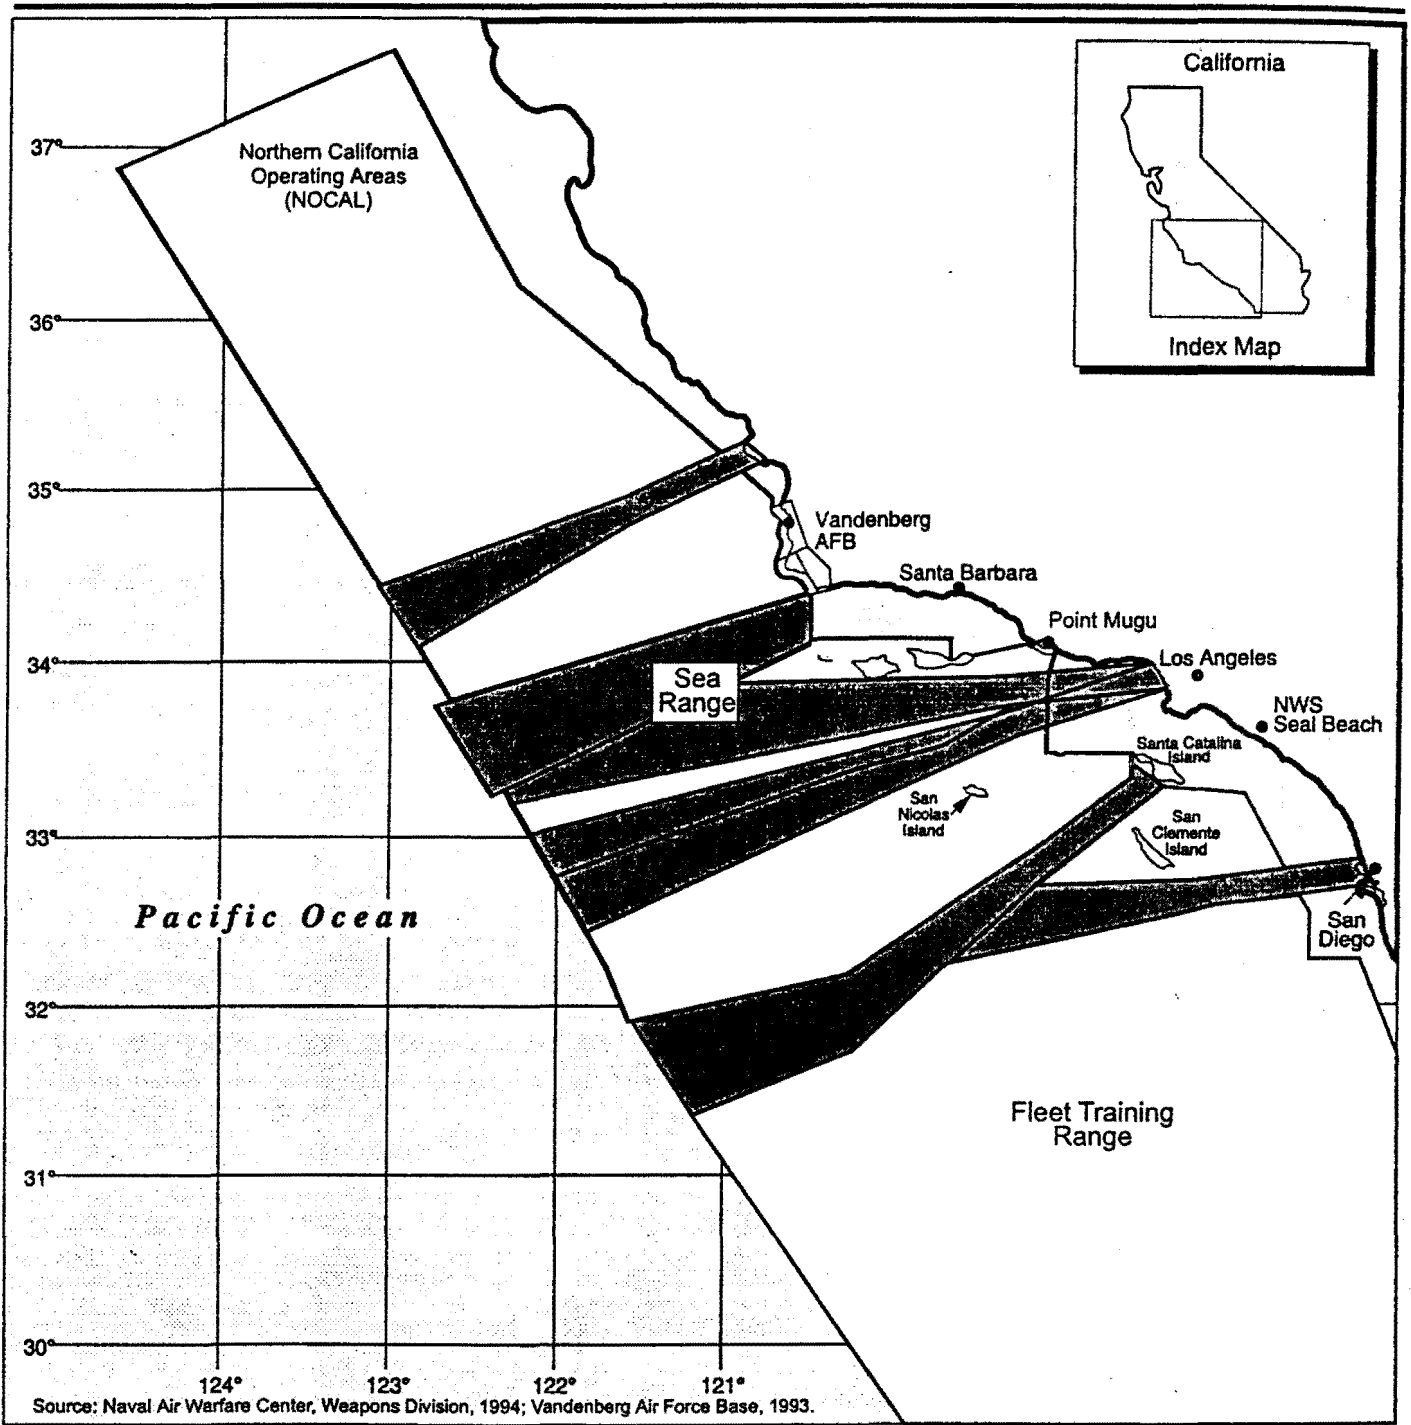 California
Index Map
37°
Northern California
Operating Areas
(NOCAL)
36°
35°
Vandenberg
AFB
Santa Barbara
Point Mugu
34°
Los Angeles
Sea
Range
NWS
Seal Beach
Santa Catalina
Island
San
Nicolas
Island
San
Clemente
Island
33°
Pacific Ocean
San
Diego
32°
Fleet Training
Range
31°
30°
124°
123°
122°
121°
Source: Naval Air Warfare Center, Weapons Division, 1994; Vandenberg Air Force Base, 1993.